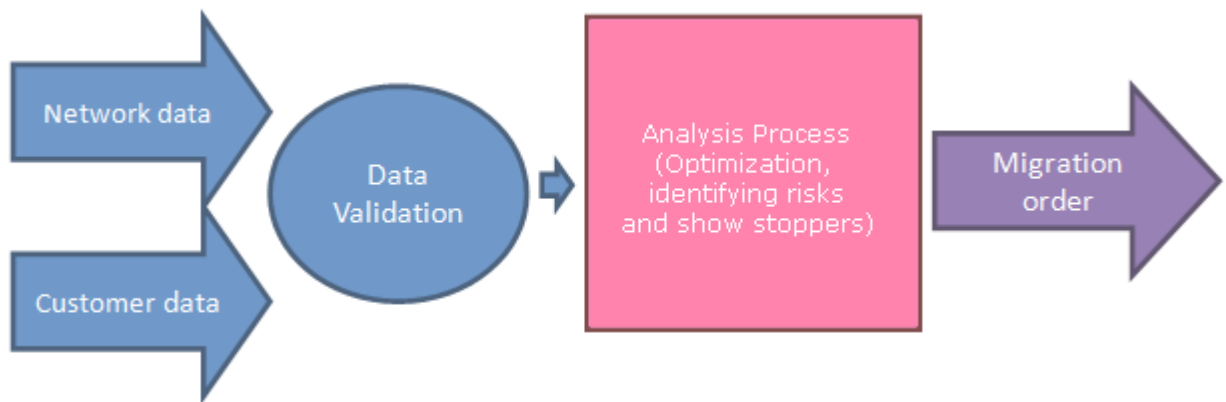 Network data
Customer data
Data
Validation
Analysis Process
(Optimization,
identifying risks
and show stoppers)
Migration
order